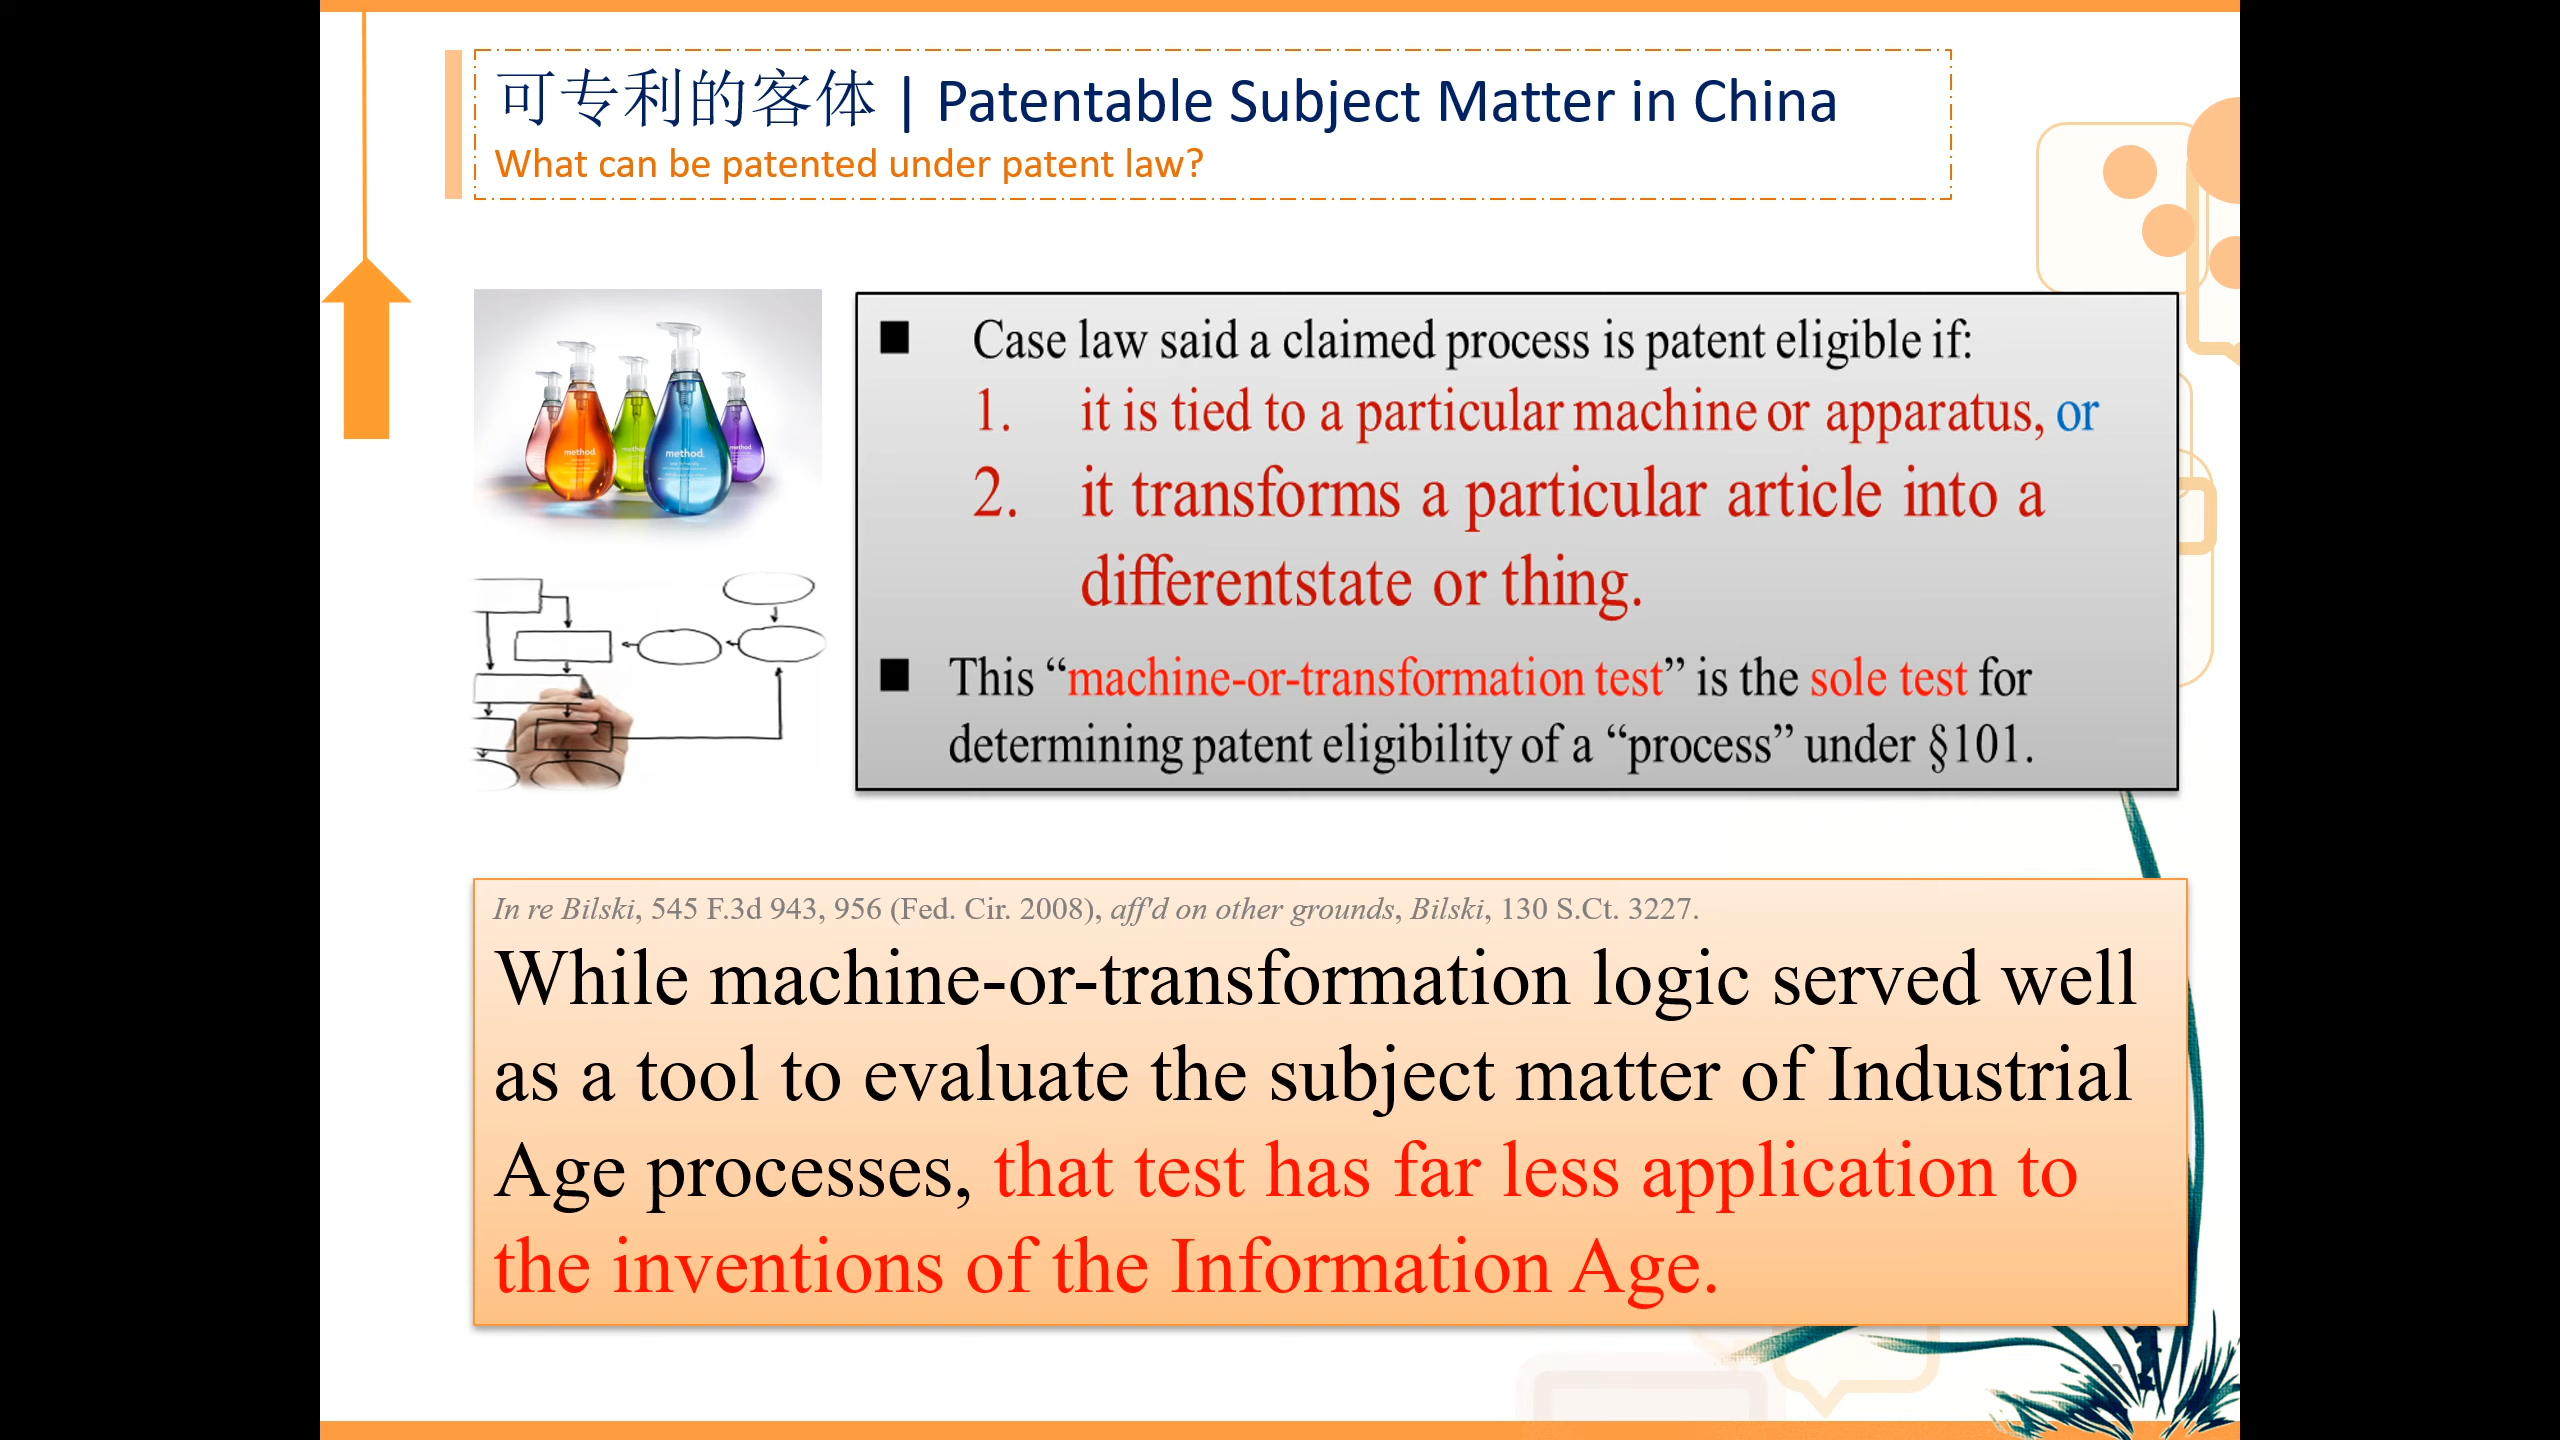 可专利的客体 | Patentable Subject Matter in China
What can be patented under patent law?
method.
method.
method.
method.
■ Case law said a claimed process is patent eligible if:
1. it is tied to a particular machine or apparatus, or
2. it transforms a particular article into a
differentstate or thing.
■ This “machine-or-transformation test” is the sole test for
determining patent eligibility of a “process” under §101.
In re Bilski, 545 F.3d 943, 956 (Fed. Cir. 2008), aff'd on other grounds, Bilski, 130 S.Ct. 3227.
While machine-or-transformation logic served well
as a tool to evaluate the subject matter of Industrial
Age processes, that test has far less application to
the inventions of the Information Age.